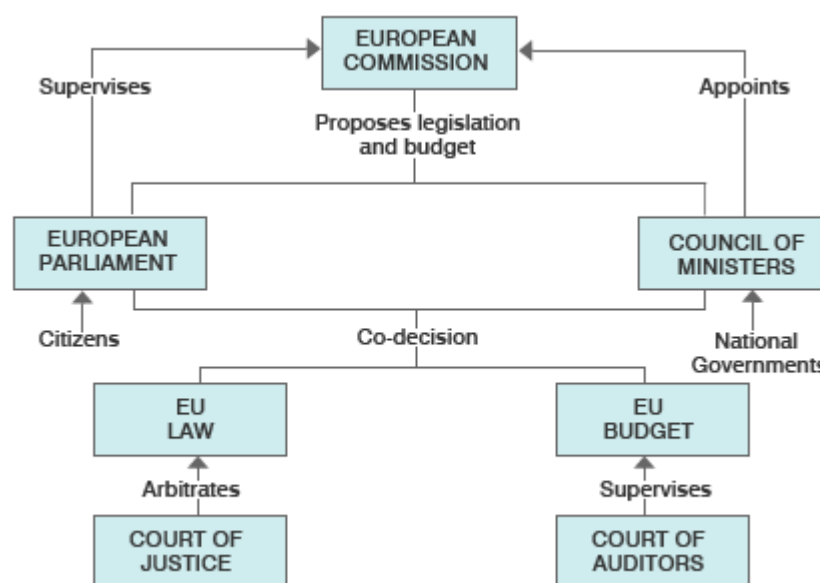 EUROPEAN
COMMISSION
Supervises
Appoints
Proposes legislation
and budget
EUROPEAN
PARLIAMENT
COUNCIL OF
MINISTERS
Citizens
Co-decision
National
Governments
EU
LAW
EU
BUDGET
Arbitrates
Supervises
COURT OF
JUSTICE
COURT OF
AUDITORS